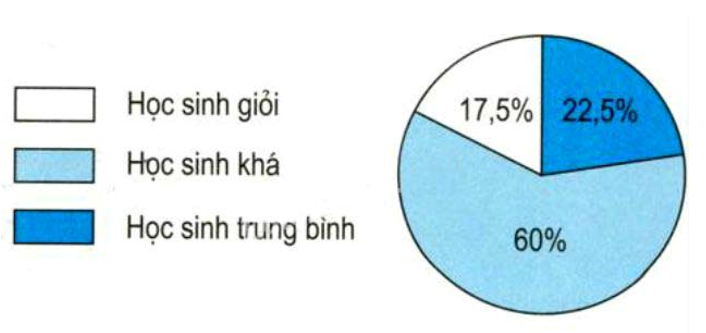 Học sinh giỏi
Học sinh khá
Học sinh trung bình
17,5% 22,5%
60%